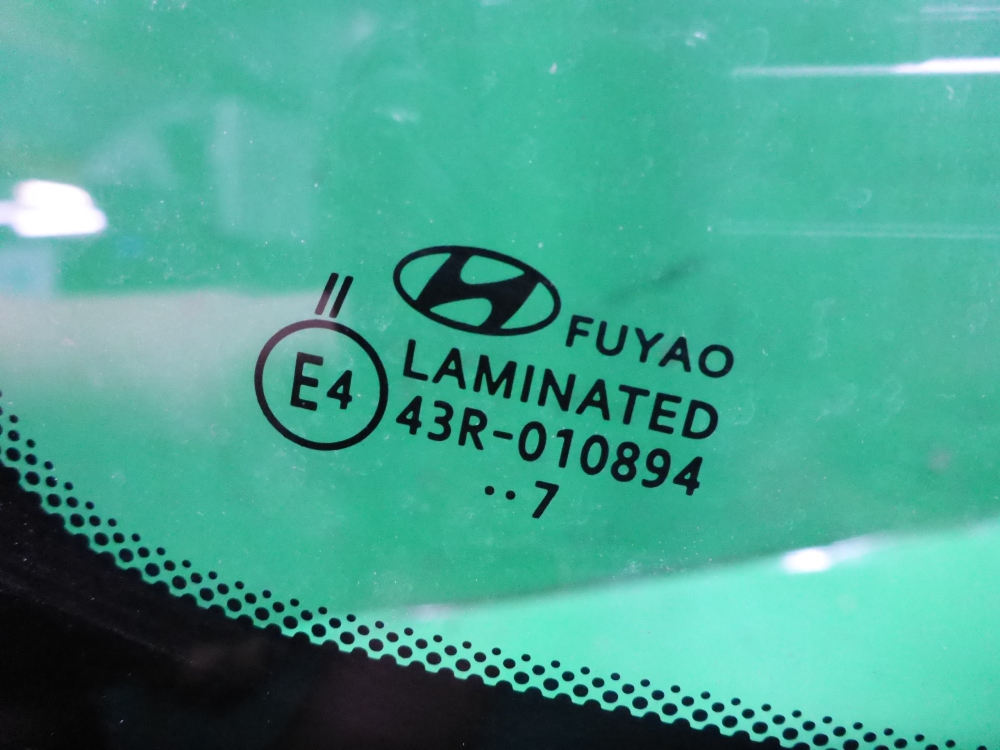 II
FUYAO
E4
LAMINATED
43R-010894
..7